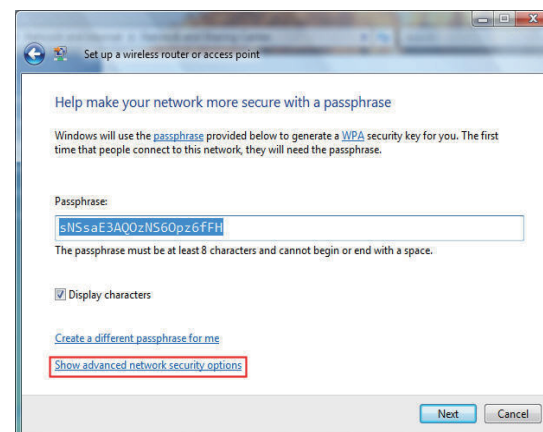 Set up a wireless router or access point
Help make your network more secure with a passphrase
Windows will use the passphrase provided below to generate a WPA security key for you. The first
time that people connect to this network, they will need the passphrase.
Passphrase:
sNSsaE3AQOzNS6Opz6fFH
The passphrase must be at least 8 characters and cannot begin or end with a space.
Display characters
Create a different passphrase for me
Show advanced network security options
Next Cancel